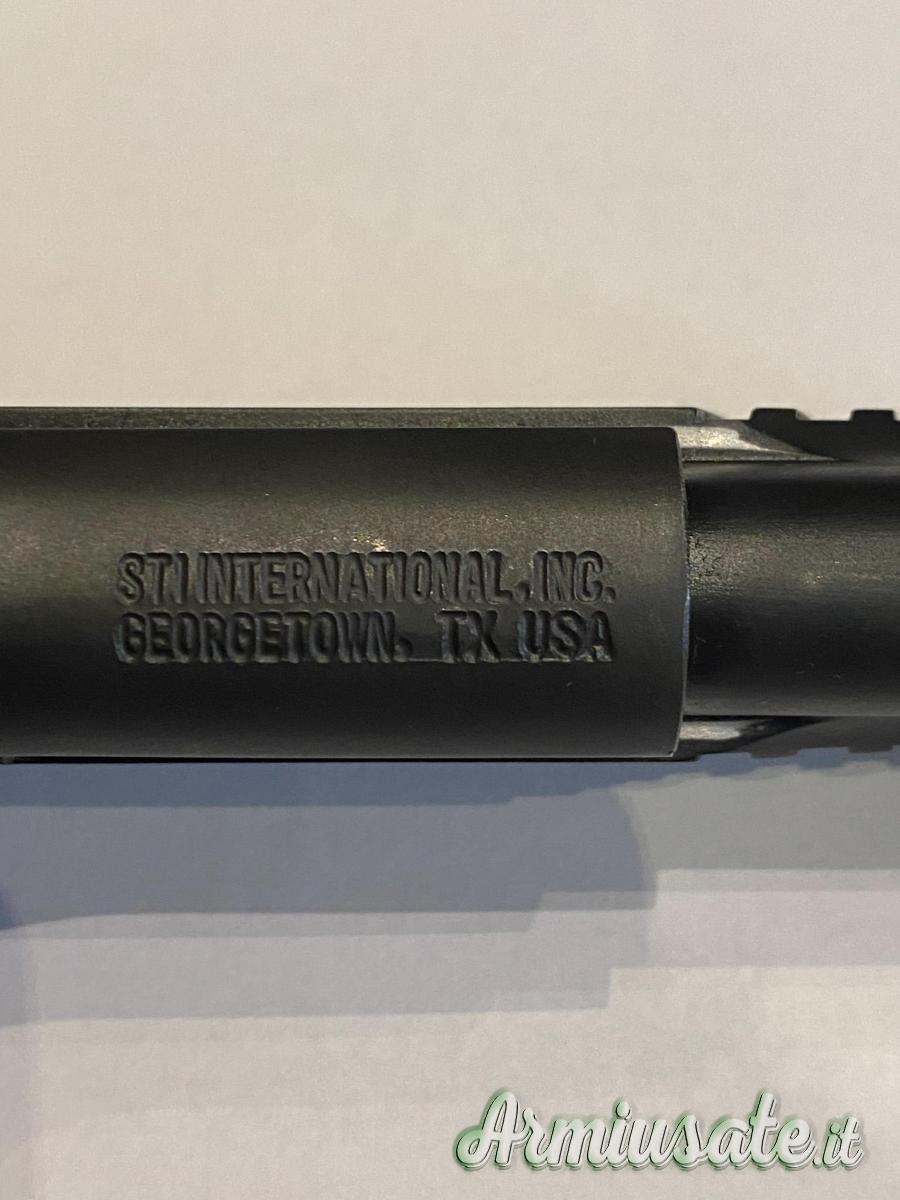 STI INTERNATIONAL, INC.
GEORGETOWN, TX USA
Armiusate.it